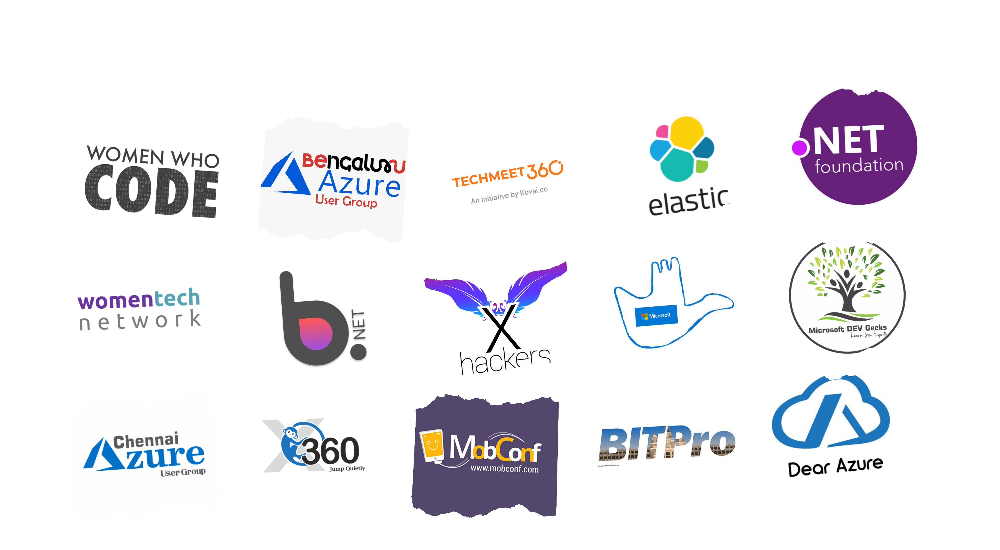 WOMEN WHO
CODE
Bengaluru
Azure
User Group
TECHMEET360
An initiative by Kovai.co
elastic
.NET
foundation
womentech
network
b
.NET
X
hackers
Microsoft
Microsoft DEV Geeks
Learn from Experts
Chennai
Azure
User Group
X
360
Jump Quietly
MobConf
www.mobconf.com
BITPro
BangaloreITPro User Group
Dear Azure